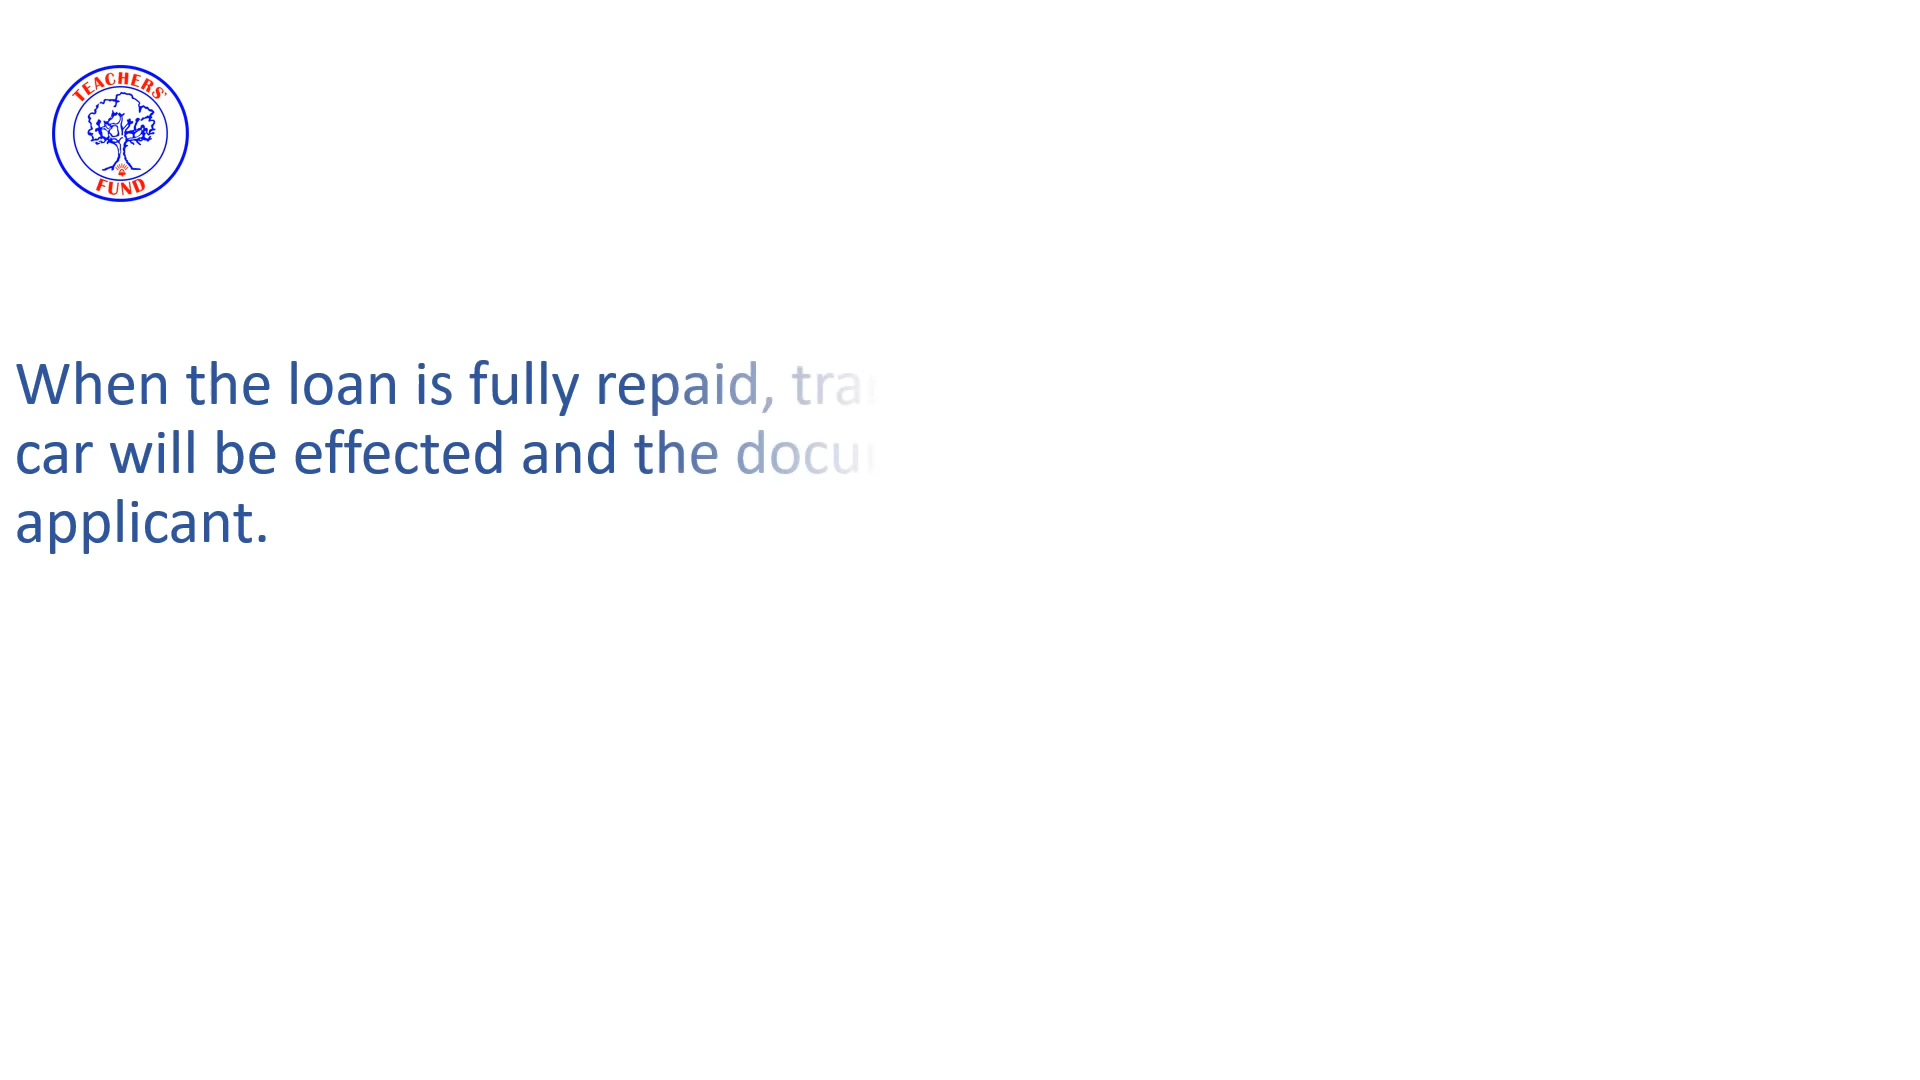 TEACHERS'
FUND
When the loan is fully repaid,
car will be effected and the
applicant.